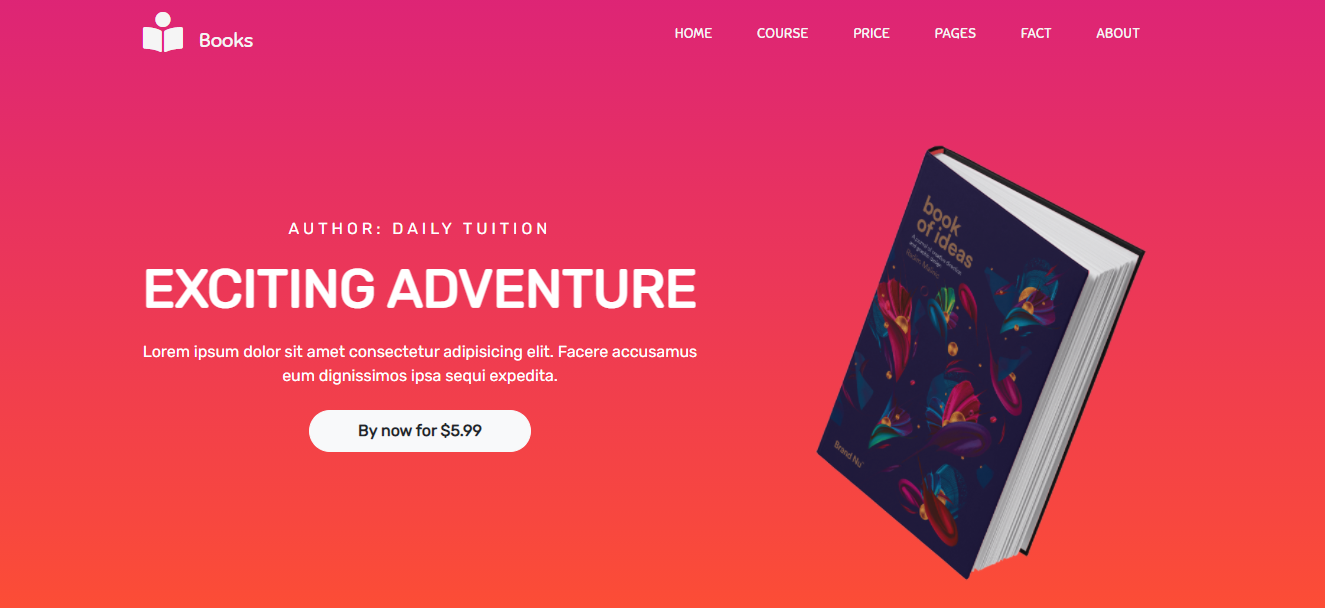 Books
HOME COURSE PRICE PAGES FACT ABOUT
AUTHOR: DAILY TUITION
EXCITING ADVENTURE
Lorem ipsum dolor sit amet consectetur adipisicing elit. Facere accusamus
eum dignissimos ipsa sequi expedita.
By now for $5.99
book
of ideas
Brand Nu